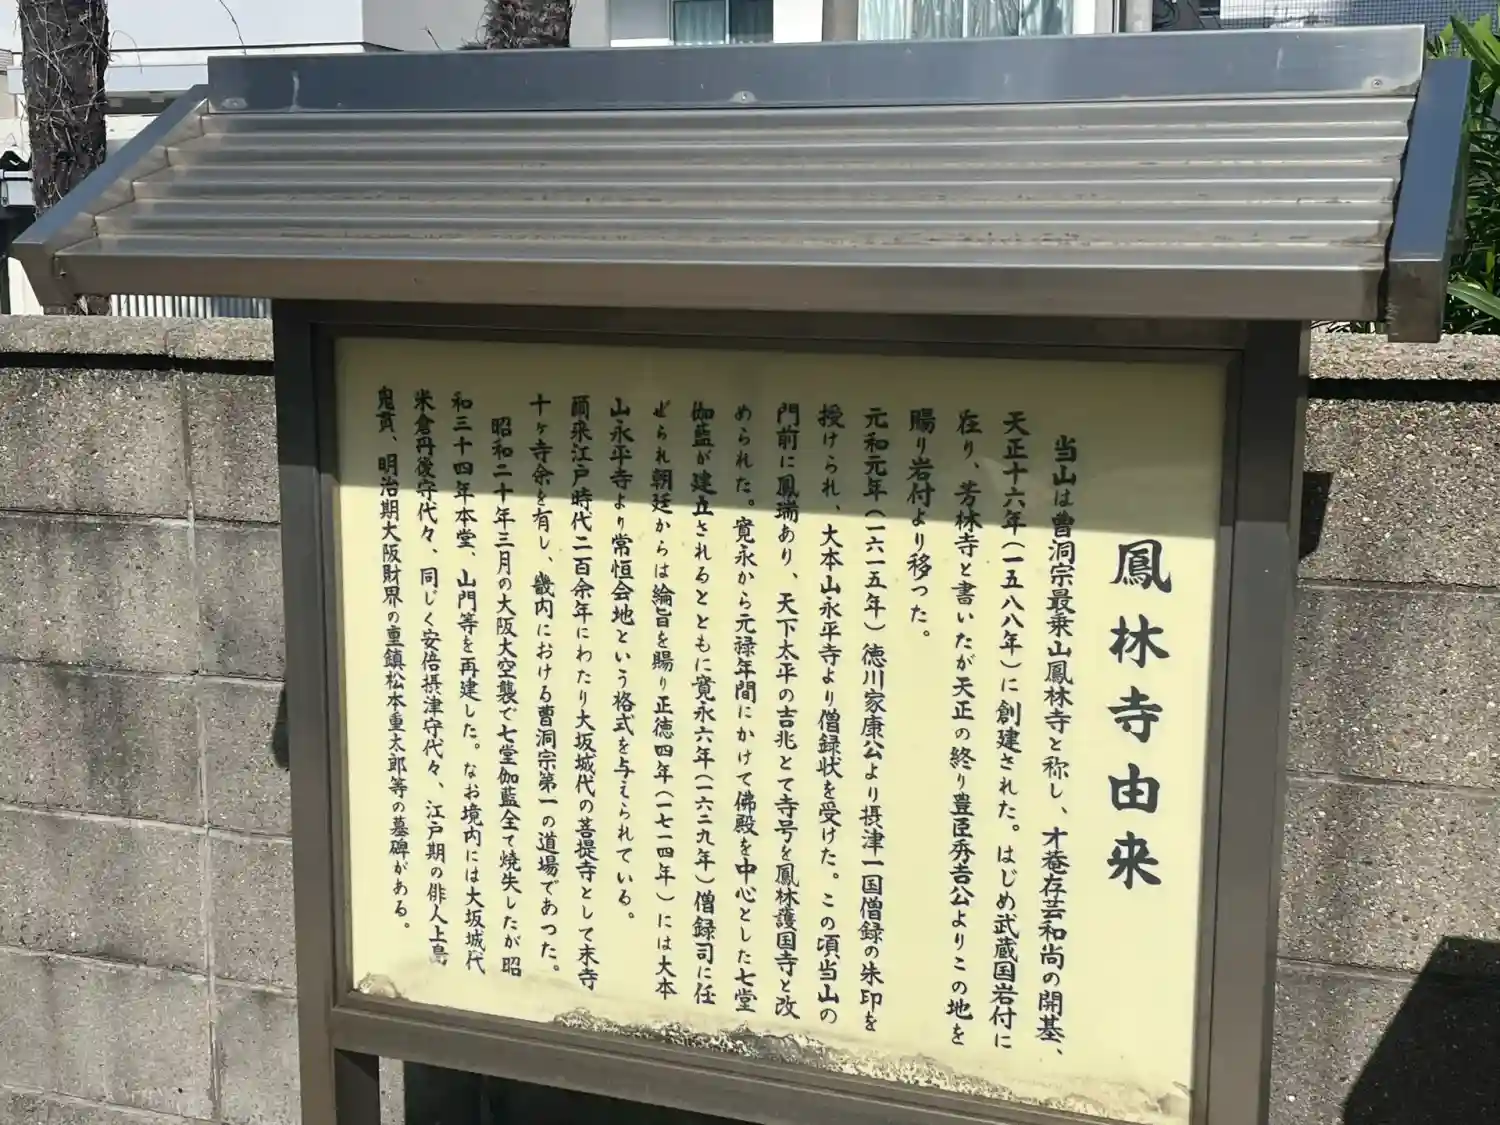 鳳林寺由来
当山は曹洞宗最乗山鳳林寺と称し、才菴存芸和尚の開基、
天正十六年（一五八八年）に創建された。はじめ武蔵国岩付に
在り、芳林寺と書いたが天正の終り豊臣秀吉公よりこの地を
賜り岩付より移つた。
元和元年（一六一五年）徳川家康公より摂津一国僧録の朱印を
授けられ、大本山永平寺より僧録状を受けた。この頃当山の
門前に鳳瑞あり、天下太平の吉兆とて寺号を鳳林護国寺と改
められた。寛永から元禄年間にかけて佛殿を中心とした七堂
伽藍が建立されるとともに寛永六年（一六二九年）僧録司に任
ぜられ朝廷からは綸旨を賜り正徳四年（一七一四年）には大本
山永平寺より常恒会地という格式を与えられている。
爾来江戸時代二百余年にわたり大坂城代の菩提寺として末寺
十ヶ寺余を有し、畿内における曹洞宗第一の道場であつた。
昭和二十年三月の大阪大空襲で七堂伽藍全て焼失したが昭
和三十四年本堂、山門等を再建した。なお境内には大坂城代
米倉丹後守代々、同じく安倍摂津守代々、江戸期の俳人上島
鬼貫、明治期大阪財界の重鎮松本重太郎等の墓碑がある。